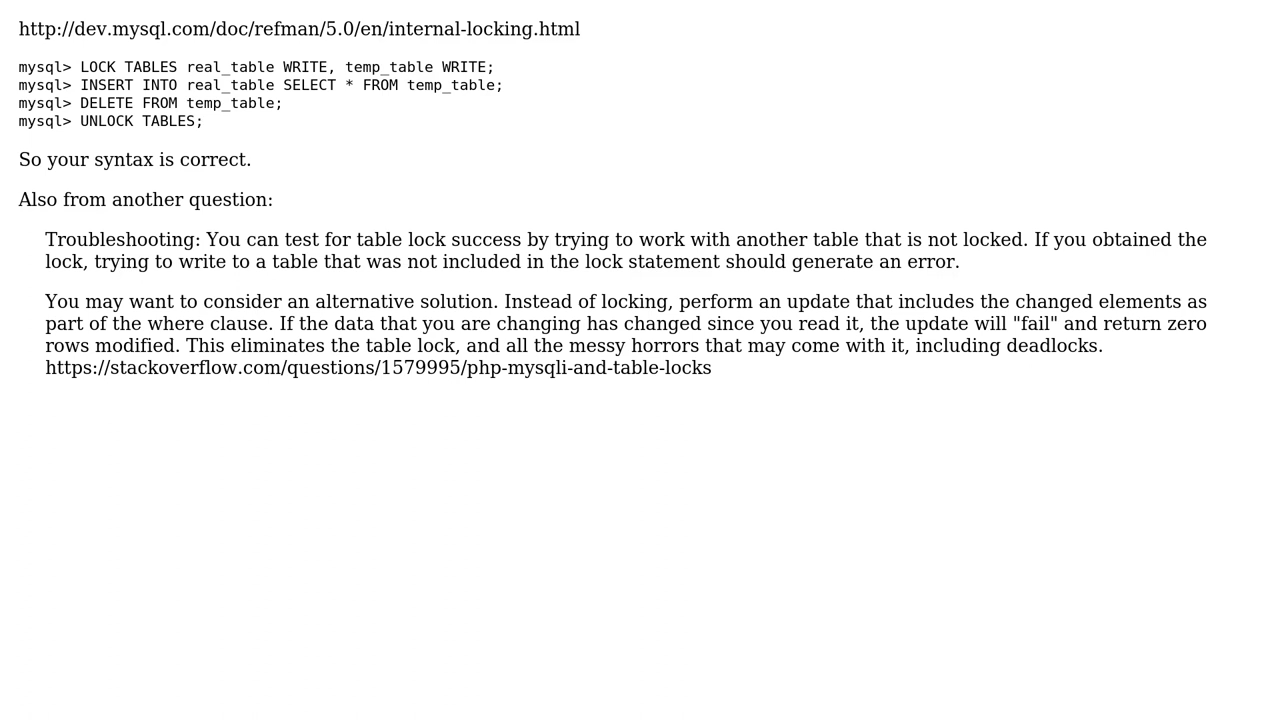 http://dev.mysql.com/doc/refman/5.0/en/internal-locking.html
mysql> LOCK TABLES real_table WRITE, temp_table WRITE;
mysql> INSERT INTO real_table SELECT * FROM temp_table;
mysql> DELETE FROM temp_table;
mysql> UNLOCK TABLES;
So your syntax is correct.
Also from another question:
Troubleshooting: You can test for table lock success by trying to work with another table that is not locked. If you obtained the
lock, trying to write to a table that was not included in the lock statement should generate an error.
You may want to consider an alternative solution. Instead of locking, perform an update that includes the changed elements as
part of the where clause. If the data that you are changing has changed since you read it, the update will "fail" and return zero
rows modified. This eliminates the table lock, and all the messy horrors that may come with it, including deadlocks.
https://stackoverflow.com/questions/1579995/php-mysqli-and-table-locks